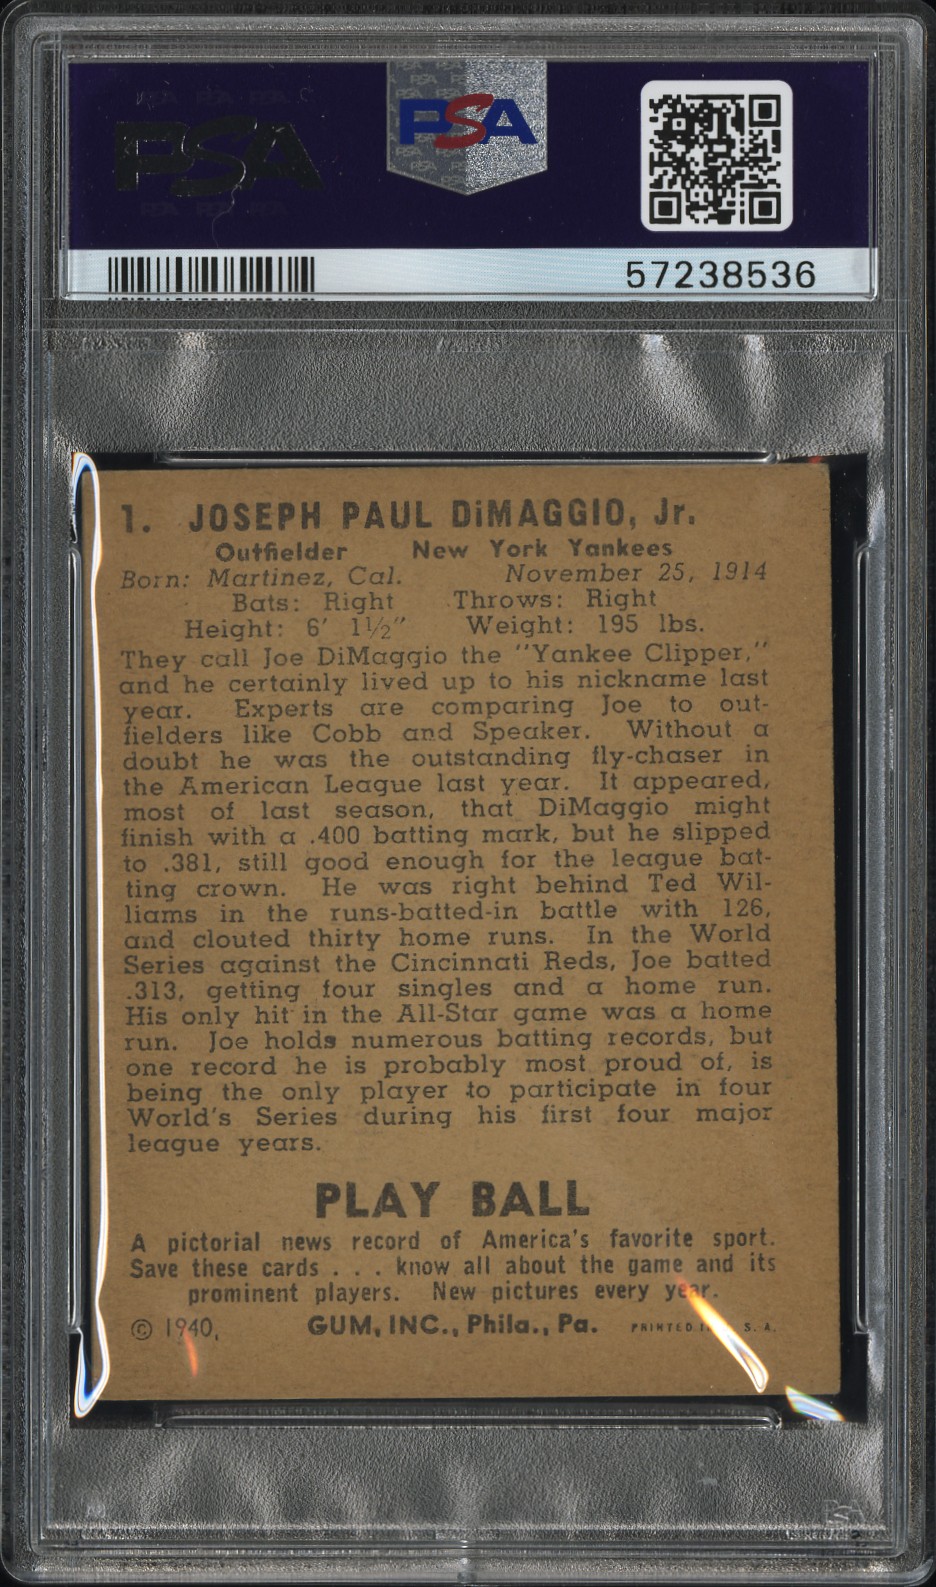 PSA
PSA
57238536
1. JOSEPH PAUL DiMAGGIO, Jr.
Outfielder New York Yankees
Born: Martinez, Cal. November 25, 1914
Bats: Right Throws: Right
Height: 6' 1½" Weight: 195 lbs.
They call Joe DiMaggio the "Yankee Clipper,"
and he certainly lived up to his nickname last
year. Experts are comparing Joe to out-
fielders like Cobb and Speaker. Without a
doubt he was the outstanding fly-chaser in
the American League last year. It appeared,
most of last season, that DiMaggio might
finish with a .400 batting mark, but he slipped
to .381, still good enough for the league bat-
ting crown. He was right behind Ted Wil-
liams in the runs-batted-in battle with 126,
and clouted thirty home runs. In the World
Series against the Cincinnati Reds, Joe batted
.313, getting four singles and a home run.
His only hit in the All-Star game was a home
run. Joe holds numerous batting records, but
one record he is probably most proud of, is
being the only player to participate in four
World's Series during his first four major
league years.
PLAY BALL
A pictorial news record of America's favorite sport.
Save these cards . . . know all about the game and its
prominent players. New pictures every year.
© 1940, GUM, INC., Phila., Pa. PRINTED IN S. A.
PSA